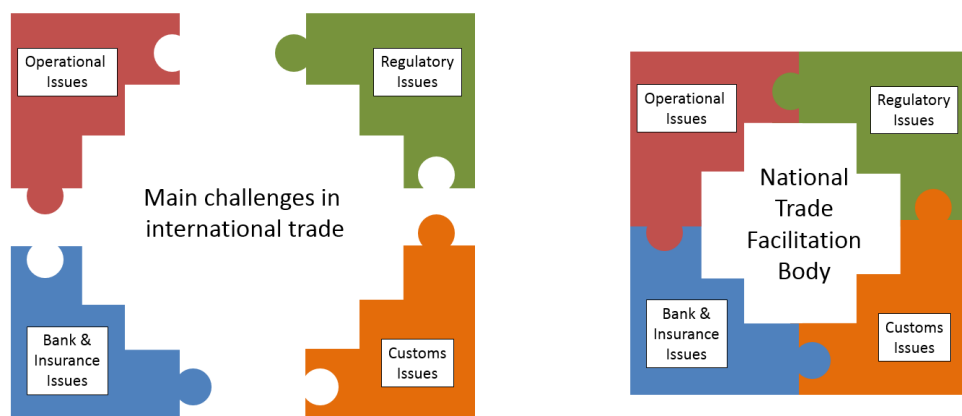 Operational
Issues
Regulatory
Issues
Main challenges in
international trade
Bank &
Insurance
Issues
Customs
Issues
Operational
Issues
Regulatory
Issues
National
Trade
Facilitation
Body
Bank &
Insurance
Issues
Customs
Issues